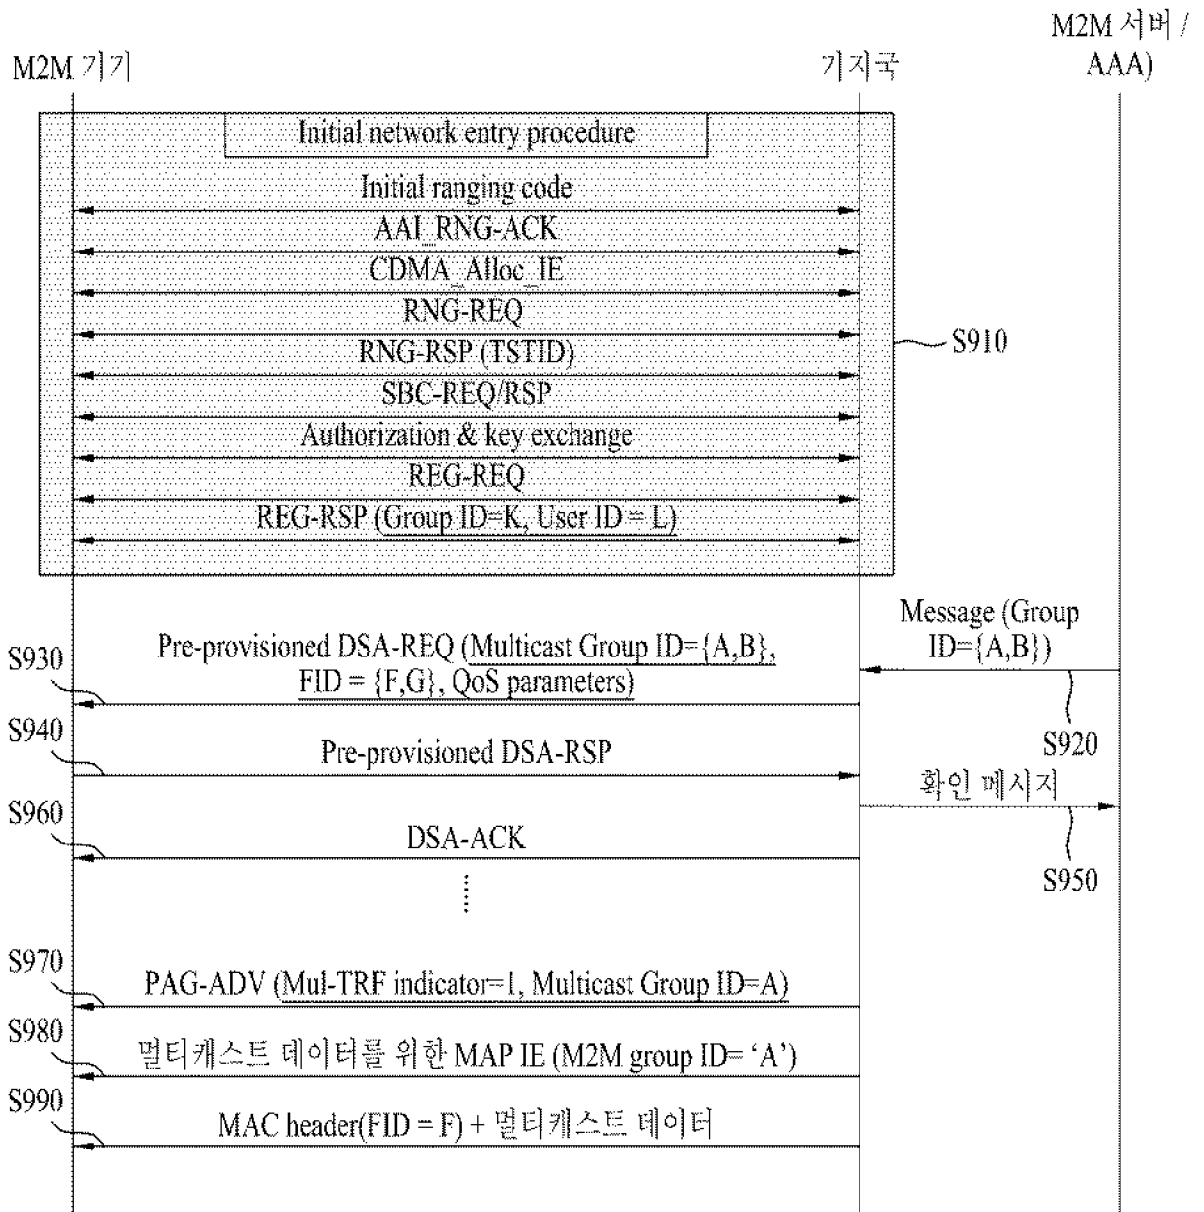 M2M 서버 /
AAA)
M2M 기기
기지국
Initial network entry procedure
Initial ranging code
AAI_RNG-ACK
CDMA_Alloc_IE
RNG-REQ
RNG-RSP (TSTID)
S910
SBC-REQ/RSP
Authorization & key exchange
REG-REQ
REG-RSP (Group ID=K, User ID = L)
Message (Group
ID={A,B})
S930
Pre-provisioned DSA-REQ (Multicast Group ID={A,B},
FID = {F,G}, QoS parameters)
S920
S940
Pre-provisioned DSA-RSP
확인 메시지
S960
DSA-ACK
S950
S970
PAG-ADV (Mul-TRF indicator=1, Multicast Group ID=A)
S980
멀티캐스트 데이터를 위한 MAP IE (M2M group ID= ‘A’)
S990
MAC header(FID = F) + 멀티캐스트 데이터